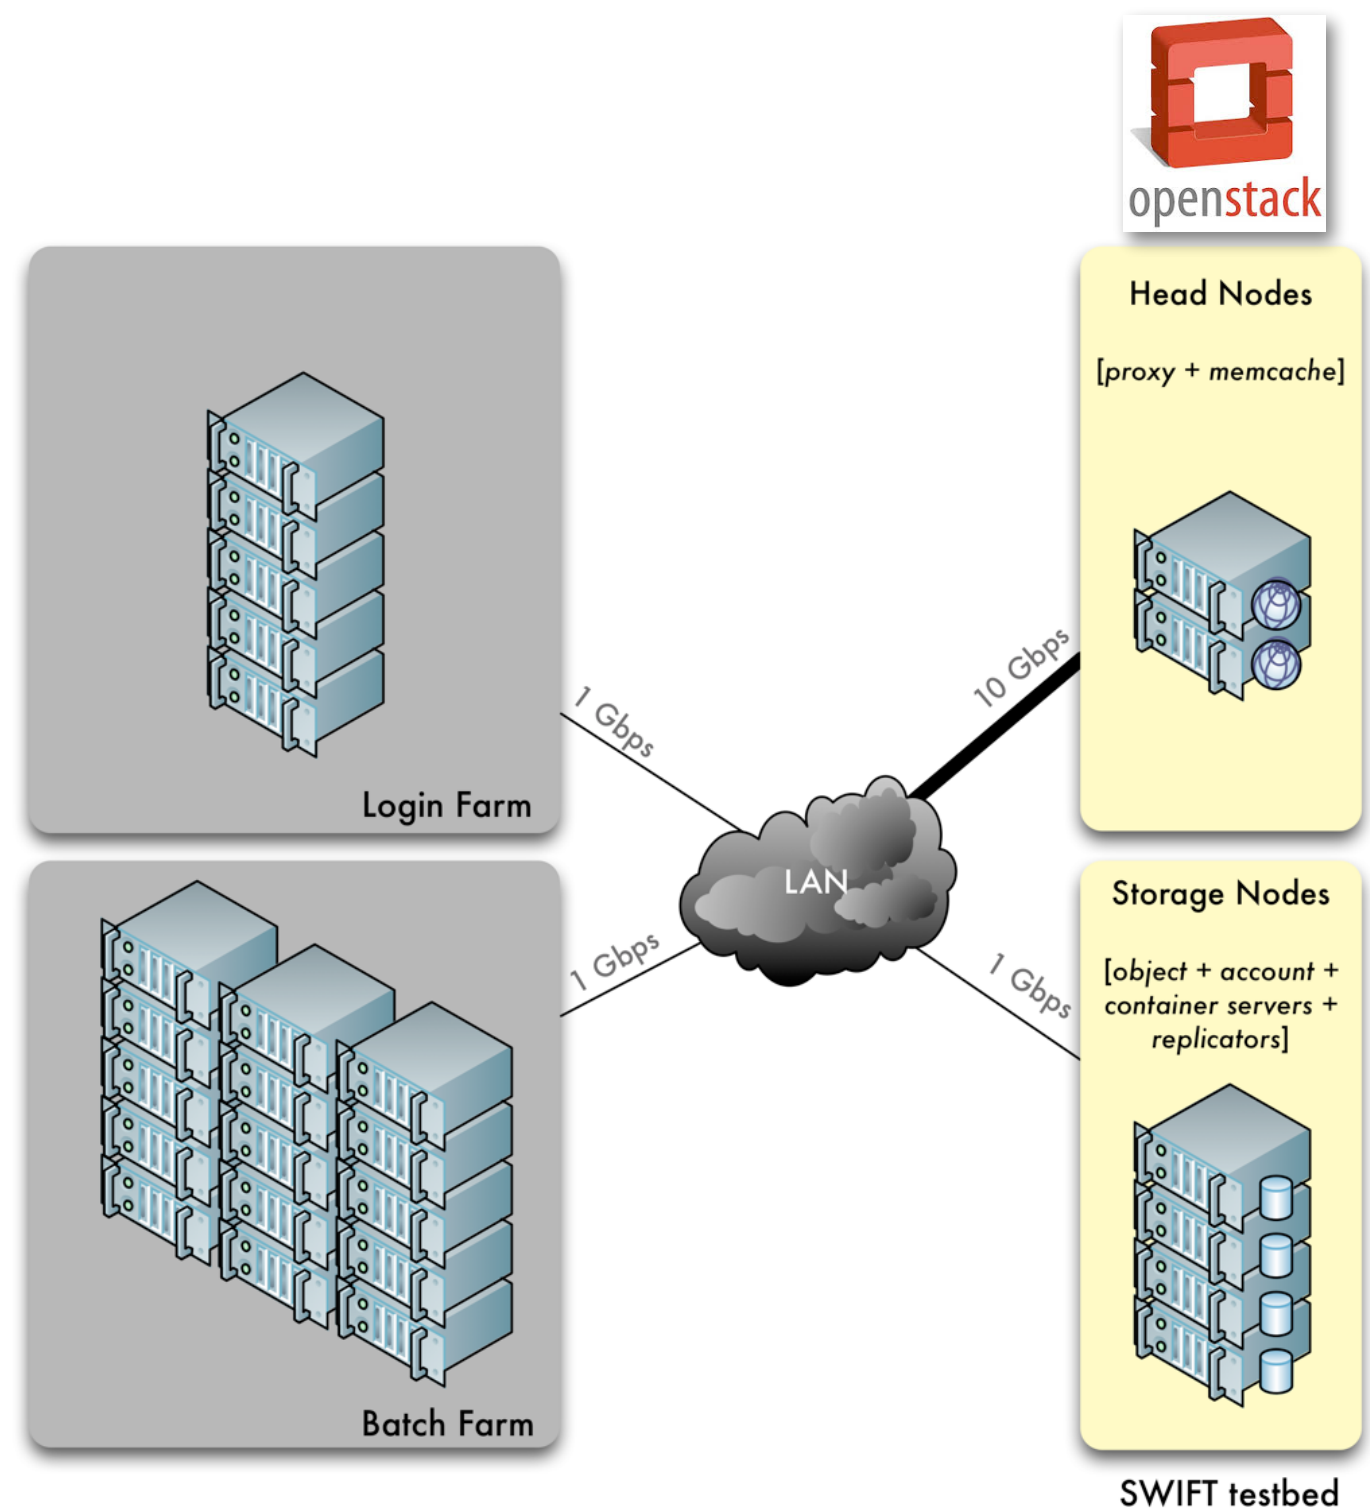 openstack
Head Nodes
[proxy + memcache]
10 Gbps
1 Gbps
Login Farm
LAN
Storage Nodes
[object + account +
container servers +
replicators]
1 Gbps
1 Gbps
Batch Farm
SWIFT testbed